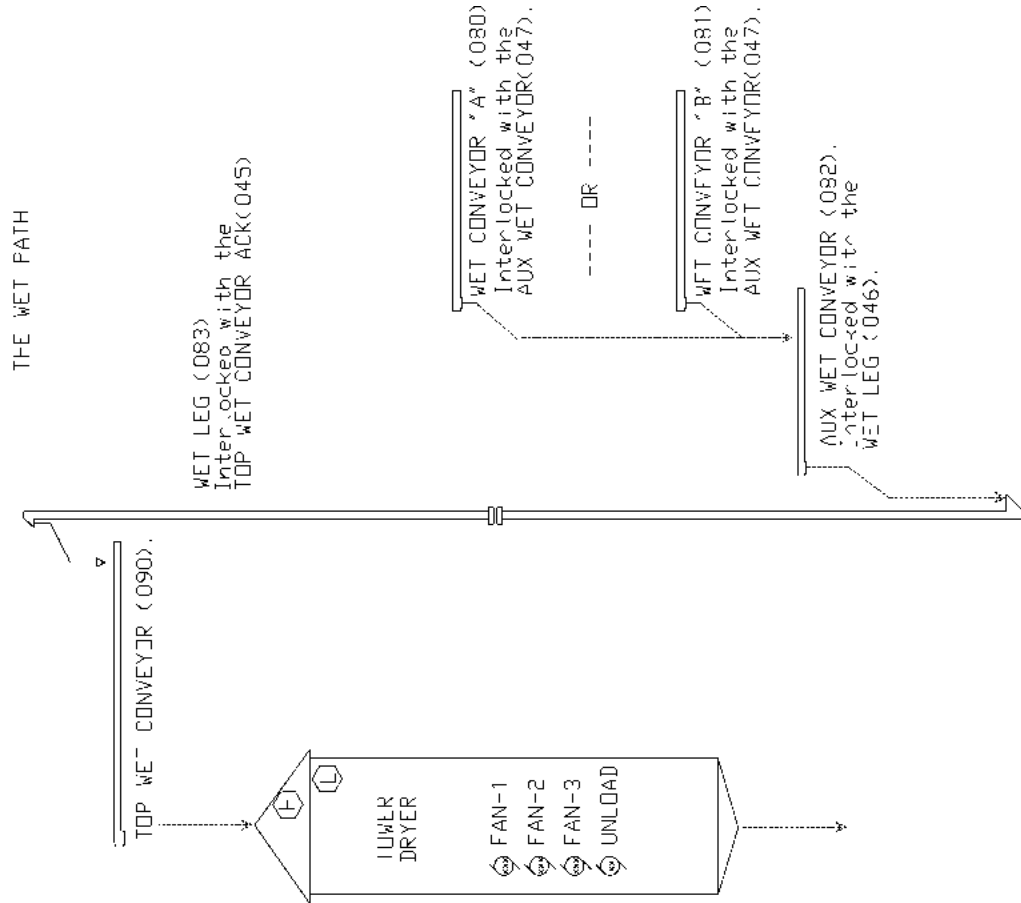 THE WET PATH
WET LEG (083)
Interlocked with the
TOP WET CONVEYOR ACK(045)
WET CONVEYOR "A" (080)
Interlocked with the
AUX WET CONVEYOR(047).
----- OR -----
WET CONVEYOR "B" (081)
Interlocked with the
AUX WET CONVEYOR(047).
AUX WET CONVEYOR (082).
Interlocked with the
WET LEG (046).
TOP WET CONVEYOR (090).
L
TOWER
DRYER
FAN-1
FAN-2
FAN-3
UNLOAD